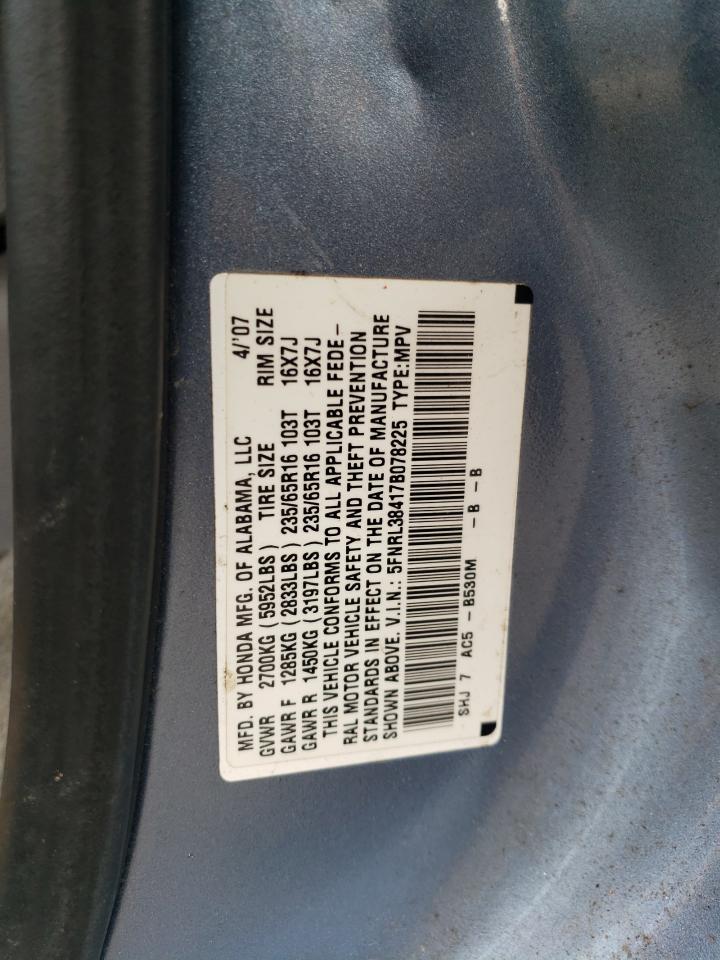 MFD. BY HONDA MFG. OF ALABAMA, LLC 4/'07
GVWR 2700KG (5952LBS) TIRE SIZE RIM SIZE
GAWR F 1285KG (2833LBS) 235/65R16 103T 16X7J
GAWR R 1450KG (3197LBS) 235/65R16 103T 16X7J
THIS VEHICLE CONFORMS TO ALL APPLICABLE FEDE-
RAL MOTOR VEHICLE SAFETY AND THEFT PREVENTION
STANDARDS IN EFFECT ON THE DATE OF MANUFACTURE
SHOWN ABOVE. V.I.N.: 5FNRL38417B078225 TYPE:MPV
SHJ 7 AC5 - B530M - B - B